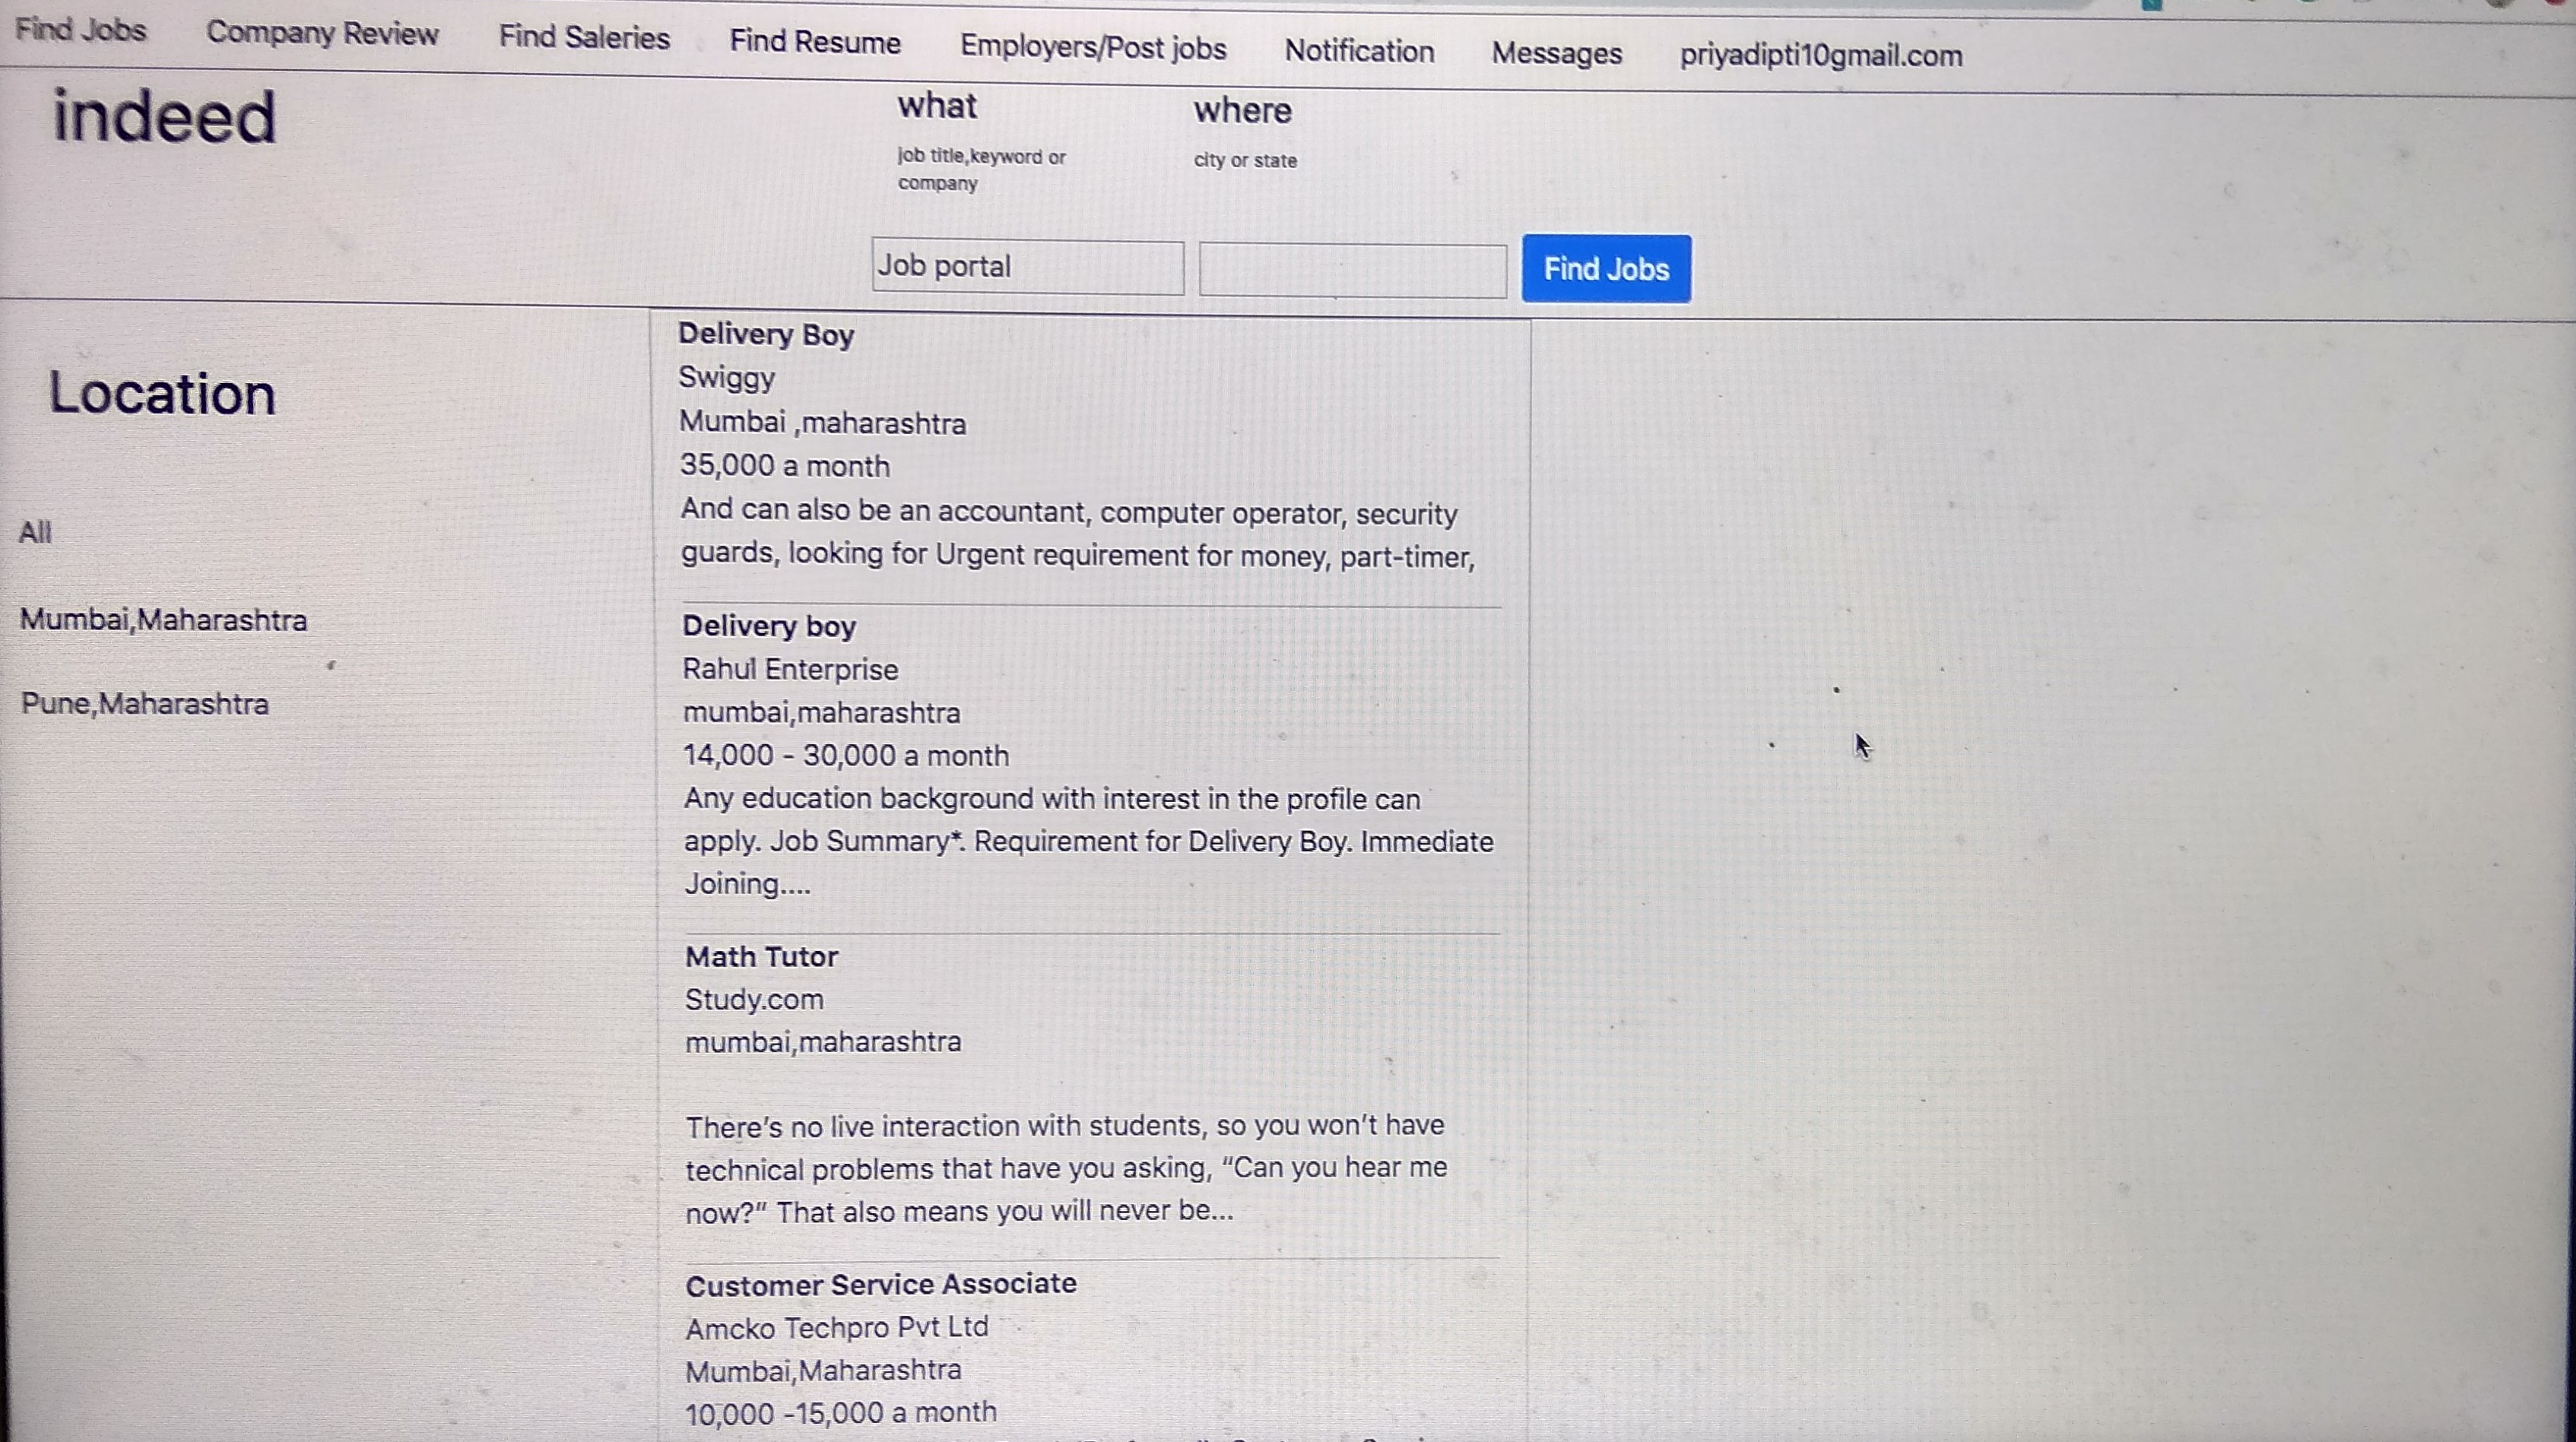 Find Jobs Company Review Find Saleries Find Resume Employers/Post jobs Notification Messages priyadipti10gmail.com
indeed
what
where
job title,keyword or
company
city or state
Job portal
Find Jobs
Location
All
Mumbai,Maharashtra
Pune,Maharashtra
Delivery Boy
Swiggy
Mumbai ,maharashtra
35,000 a month
And can also be an accountant, computer operator, security
guards, looking for Urgent requirement for money, part-timer,
Delivery boy
Rahul Enterprise
mumbai,maharashtra
14,000 - 30,000 a month
Any education background with interest in the profile can
apply. Job Summary*. Requirement for Delivery Boy. Immediate
Joining....
Math Tutor
Study.com
mumbai,maharashtra
There's no live interaction with students, so you won't have
technical problems that have you asking, “Can you hear me
now?” That also means you will never be...
Customer Service Associate
Amcko Techpro Pvt Ltd
Mumbai,Maharashtra
10,000 -15,000 a month